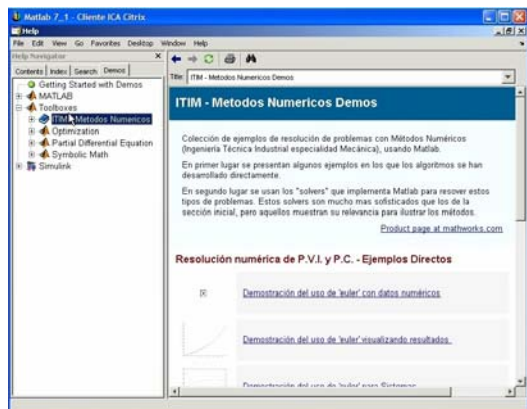 Matlab 7_1 - Cliente ICA Citrix
Help
File Edit View Go Favorites Desktop Window Help
Help Navigator
Contents Index Search Demos
Getting Started with Demos
MATLAB
Toolboxes
ITIM - Metodos Numericos
Optimization
Partial Differential Equation
Symbolic Math
Simulink
Title: ITIM - Metodos Numericos Demos
ITIM - Metodos Numericos Demos
Colección de ejemplos de resolución de problemas con Métodos Numéricos
(Ingeniería Técnica Industrial especialidad Mecánica), usando Matlab.
En primer lugar se presentan algunos ejemplos en los que los algoritmos se han
desarrollado directamente.
En segundo lugar se usan los "solvers" que implementa Matlab para resover estos
tipos de problemas. Estos solvers son mucho mas sofisticados que los de la
sección inicial, pero aquellos muestran su relevancia para ilustrar los métodos.
Product page at mathworks.com
Resolución numérica de P.V.I. y P.C. - Ejemplos Directos
Demostración del uso de 'euler' con datos numéricos
Demostración del uso de 'euler' visualizando resultados.
Demostración del uso de 'euler' para Sistemas